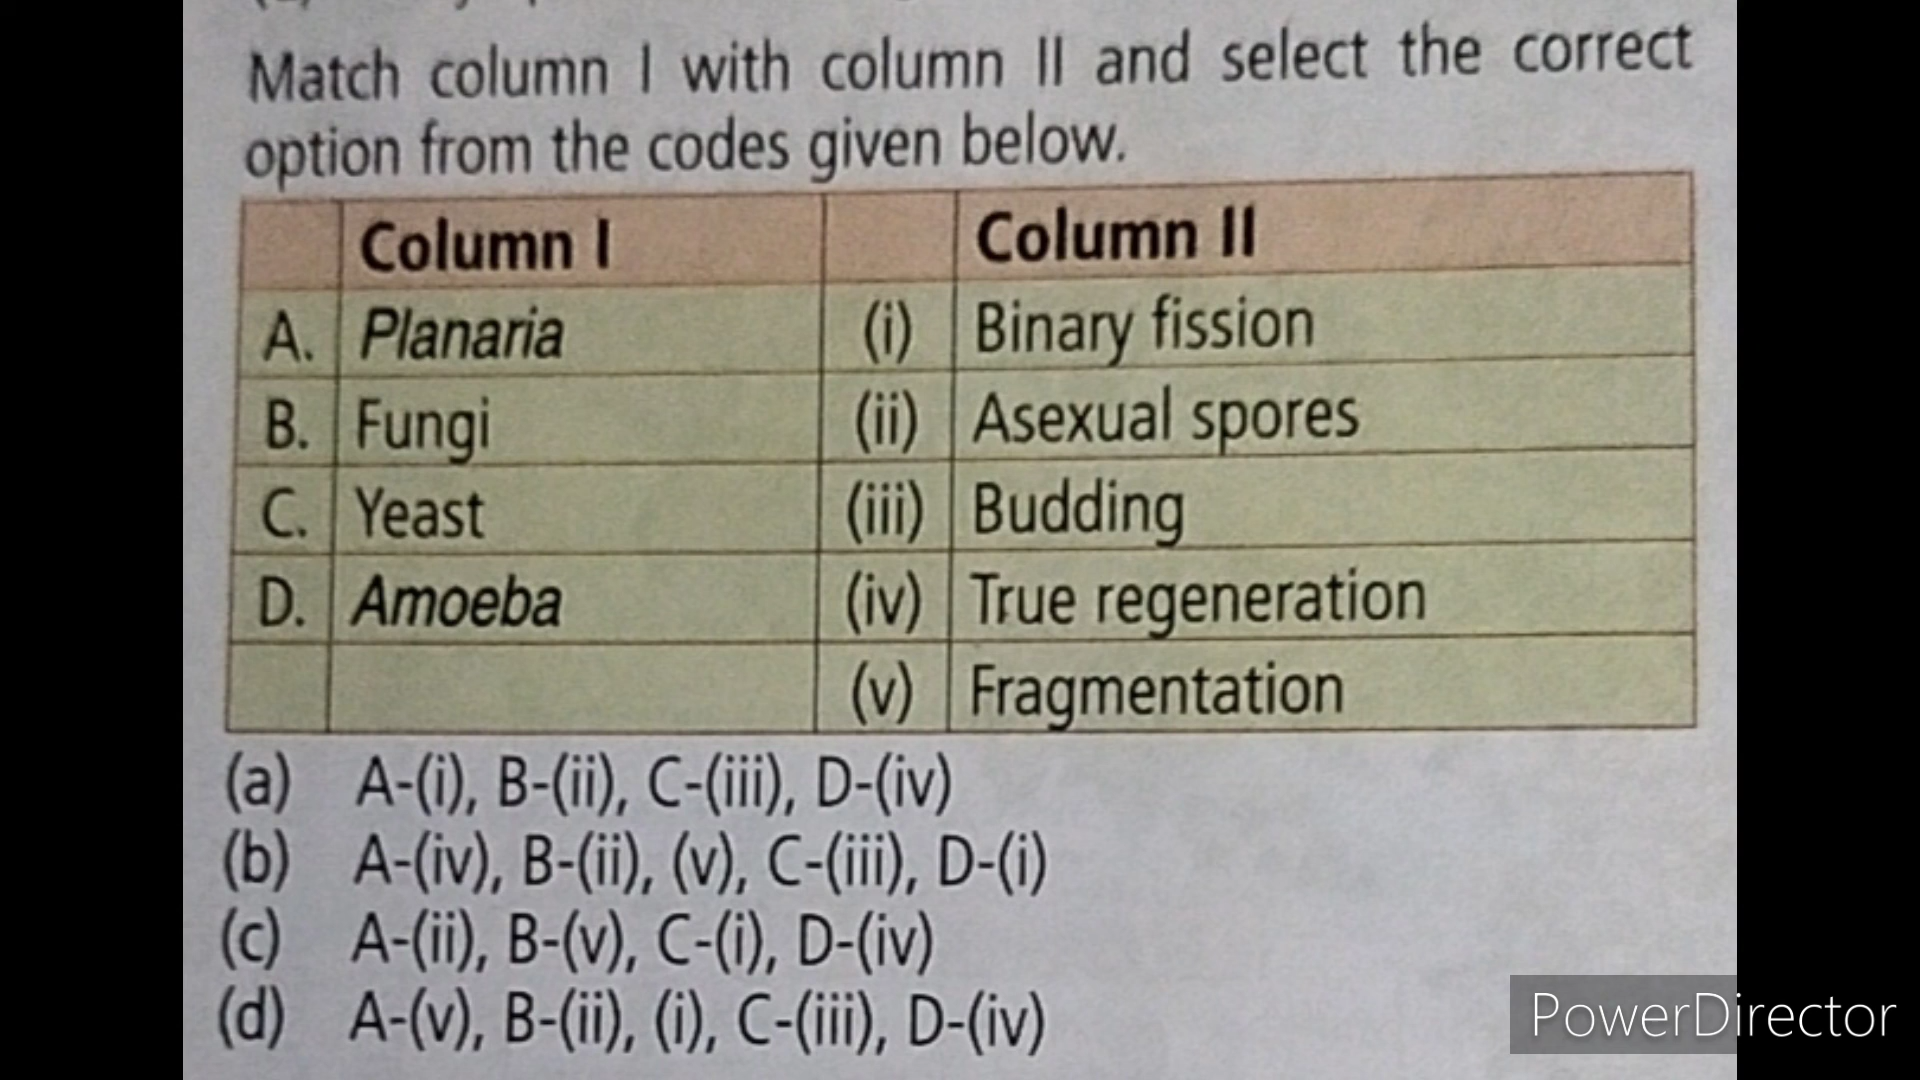 Match column I with column II and select the correct
option from the codes given below.
Column I Column II
A. Planaria (i) Binary fission
B. Fungi (ii) Asexual spores
C. Yeast (iii) Budding
D. Amoeba (iv) True regeneration
(v) Fragmentation
(a) A-(i), B-(ii), C-(iii), D-(iv)
(b) A-(iv), B-(ii), (v), C-(iii), D-(i)
(c) A-(ii), B-(v), C-(i), D-(iv)
(d) A-(v), B-(ii), (i), C-(iii), D-(iv)
PowerDirector